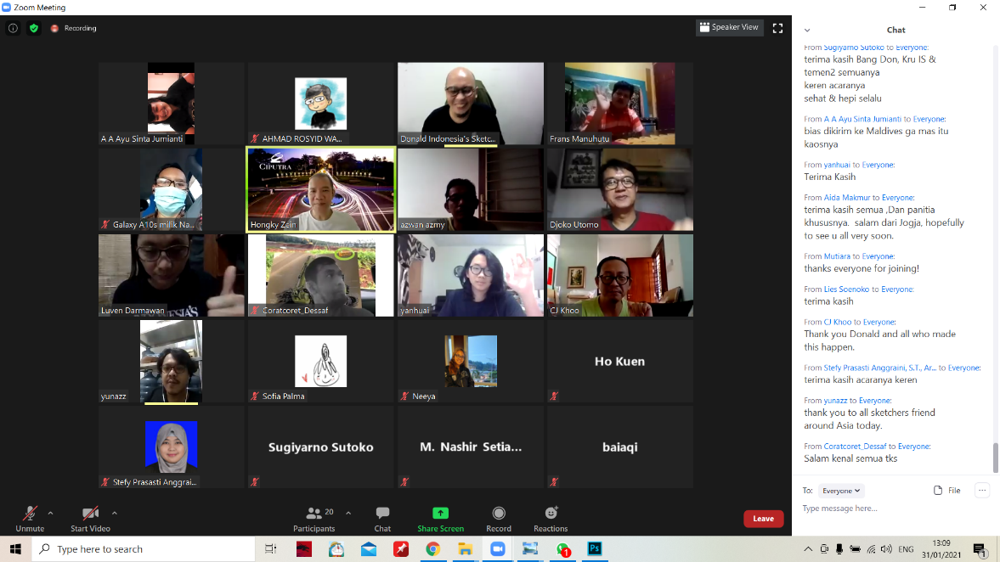 Zoom Meeting
Recording
Speaker View
A A Ayu Sinta Jumianti
AHMAD ROSYID WA...
Donald Indonesia's Sketc...
Frans Manuhutu
Galaxy A10s milik Na...
CIPUTRA
Hongky Zein
azwan azmy
Djoko Utomo
Luven Darmawan
Coratcoret_Dessaf
yanhuai
CJ Khoo
yunazz
Sofia Palma
Neeya
Ho Kuen
Stefy Prasasti Anggrai...
Sugiyarno Sutoko
M. Nashir Setia...
baiaqi
Unmute
Start Video
20
Participants
Chat
Share Screen
Record
Reactions
Leave
Chat
From Sugiyarno Sutoko to Everyone:
terima kasih Bang Don, Kru IS &
temen2 semuanya
keren acaranya
sehat & hepi selalu
From A A Ayu Sinta Jumianti to Everyone:
bias dikirim ke Maldives ga mas itu
kaosnya
From yanhuai to Everyone:
Terima Kasih
From Aida Makmur to Everyone:
terima kasih semua ,Dan panitia
khususnya. salam dari Jogja, hopefully
to see u all very soon.
From Mutiara to Everyone:
thanks everyone for joining!
From Lies Soenoko to Everyone:
terima kasih
From CJ Khoo to Everyone:
Thank you Donald and all who made
this happen.
From Stefy Prasasti Anggraini, S.T., Ar... to Everyone:
terima kasih acaranya keren
From yunazz to Everyone:
thank you to all sketchers friend
around Asia today.
From Coratcoret_Dessaf to Everyone:
Salam kenal semua tks
To: Everyone
File
Type message here...
Type here to search
1
Ps
ENG
13:09
31/01/2021
1